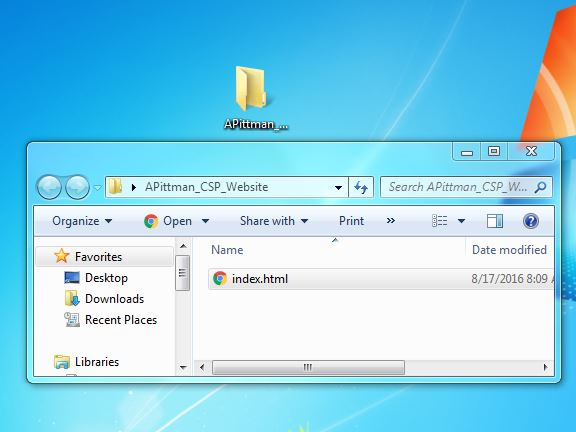 APittman_...
APittman_CSP_Website
Search APittman_CSP_W...
Organize Open Share with Print »
Name Date modified
Favorites
index.html 8/17/2016 8:09
Desktop
Downloads
Recent Places
Libraries